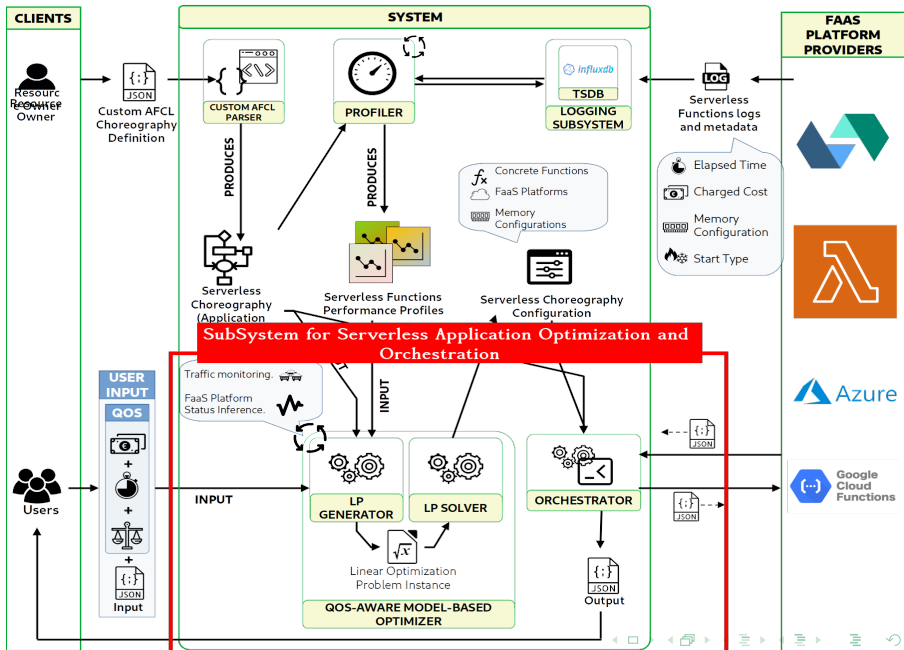 CLIENTS
SYSTEM
FAAS
PLATFORM
PROVIDERS
Resource Owner
Resource
Owner
{;}
JSON
Custom AFCL
Choreography
Definition
CUSTOM AFCL
PARSER
PROFILER
influxdb
TSDB
LOGGING
SUBSYSTEM
LOG
Serverless
Functions logs
and metadata
PRODUCES
PRODUCES
fx
Concrete Functions
FaaS Platforms
Memory
Configurations
Elapsed Time
Charged Cost
Memory
Configuration
Start Type
Serverless
Choreography
(Application
Serverless Functions
Performance Profiles
Serverless Choreography
Configuration
SubSystem for Serverless Application Optimization and
Orchestration
Traffic monitoring.
FaaS Platform
Status Inference.
INPUT
USER
INPUT
QOS
+
+
+
{;}
JSON
Input
Users
INPUT
LP
GENERATOR
LP SOLVER
√x
Linear Optimization
Problem Instance
QOS-AWARE MODEL-BASED
OPTIMIZER
ORCHESTRATOR
{;}
JSON
Output
{;}
JSON
{;}
JSON
Azure
Google
Cloud
Functions